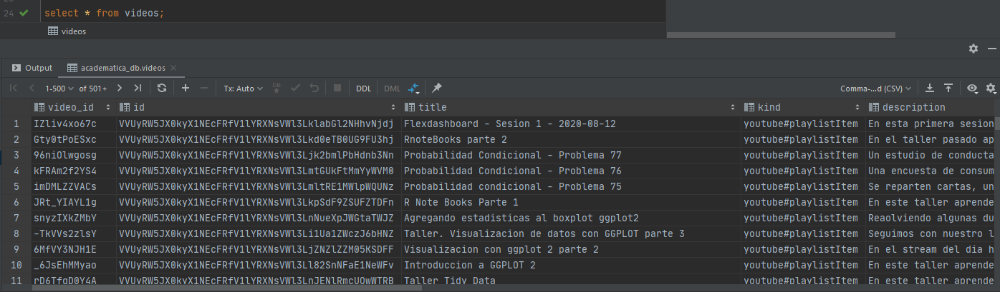 24 select * from videos;
videos
Output academatica_db.videos
1-500 of 501+ Tx: Auto DB DDL DML Comma-...d (CSV)
video_id id title kind description
1 IZliv4xo67c VVUyRW5JX0kyX1NEcFRfV1lYRXNsVWl3LklabGl2NHhvNjdj Flexdashboard - Sesion 1 - 2020-08-12 youtube#playlistItem En esta primera sesion
2 Gty0tPoESxc VVUyRW5JX0kyX1NEcFRfV1lYRXNsVWl3Lkd0eTB0UG9FU3hj RnoteBooks parte 2 youtube#playlistItem En el taller pasado ap
3 96niOlwgosg VVUyRW5JX0kyX1NEcFRfV1lYRXNsVWl3Ljk2bmlPbHdnb3Nn Probabilidad Condicional - Problema 77 youtube#playlistItem Un estudio de conducta
4 kFRAm2f2YS4 VVUyRW5JX0kyX1NEcFRfV1lYRXNsVWl3LmtGUkFtMmYyWVM0 Probabilidad Condicional - Problema 76 youtube#playlistItem Una encuesta de consum
5 imDMLZZVACs VVUyRW5JX0kyX1NEcFRfV1lYRXNsVWl3LmltRE1MWlpWQUNz Probabilidad condicional - Problema 75 youtube#playlistItem Se reparten cartas, un
6 JRt_YIAYL1g VVUyRW5JX0kyX1NEcFRfV1lYRXNsVWl3LkpSdF9ZSUFZTDFn R Note Books Parte 1 youtube#playlistItem En este taller aprende
7 snyzIXkZMbY VVUyRW5JX0kyX1NEcFRfV1lYRXNsVWl3LnNueXpJWGtaTWJZ Agregando estadisticas al boxplot ggplot2 youtube#playlistItem Reaolviendo algunas du
8 -TkVVs2zlsY VVUyRW5JX0kyX1NEcFRfV1lYRXNsVWl3Li1Ua1ZWczJ6bHNZ Taller. Visualizacion de datos con GGPLOT parte 3 youtube#playlistItem Seguimos con nuestro l
9 6MfVY3NJH1E VVUyRW5JX0kyX1NEcFRfV1lYRXNsVWl3LjZNZlZZM05KSDFF Visualizacion con ggplot 2 parte 2 youtube#playlistItem En el stream del dia h
10 _6JsEhMMyao VVUyRW5JX0kyX1NEcFRfV1lYRXNsVWl3Ll82SnNFaE1NeWFv Introduccion a GGPLOT 2 youtube#playlistItem En este taller aprende
11 rD6TfgD0Y4A VVUyRW5JX0kyX1NEcFRfV1lYRXNsVWl3LnJENlRmcUQwWTRB Taller Tidy Data youtube#playlistItem En este taller aprende